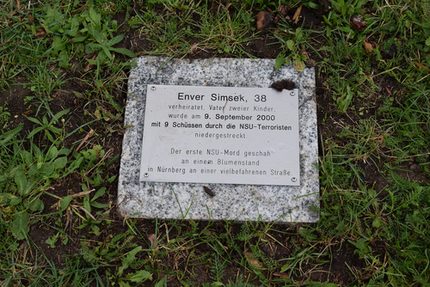 Enver Simsek, 38
verheiratet, Vater zweier Kinder,
wurde am 9. September 2000
mit 9 Schüssen durch die NSU-Terroristen
niedergestreckt.
Der erste NSU-Mord geschah
an einem Blumenstand
in Nürnberg an einer vielbefahrenen Straße.